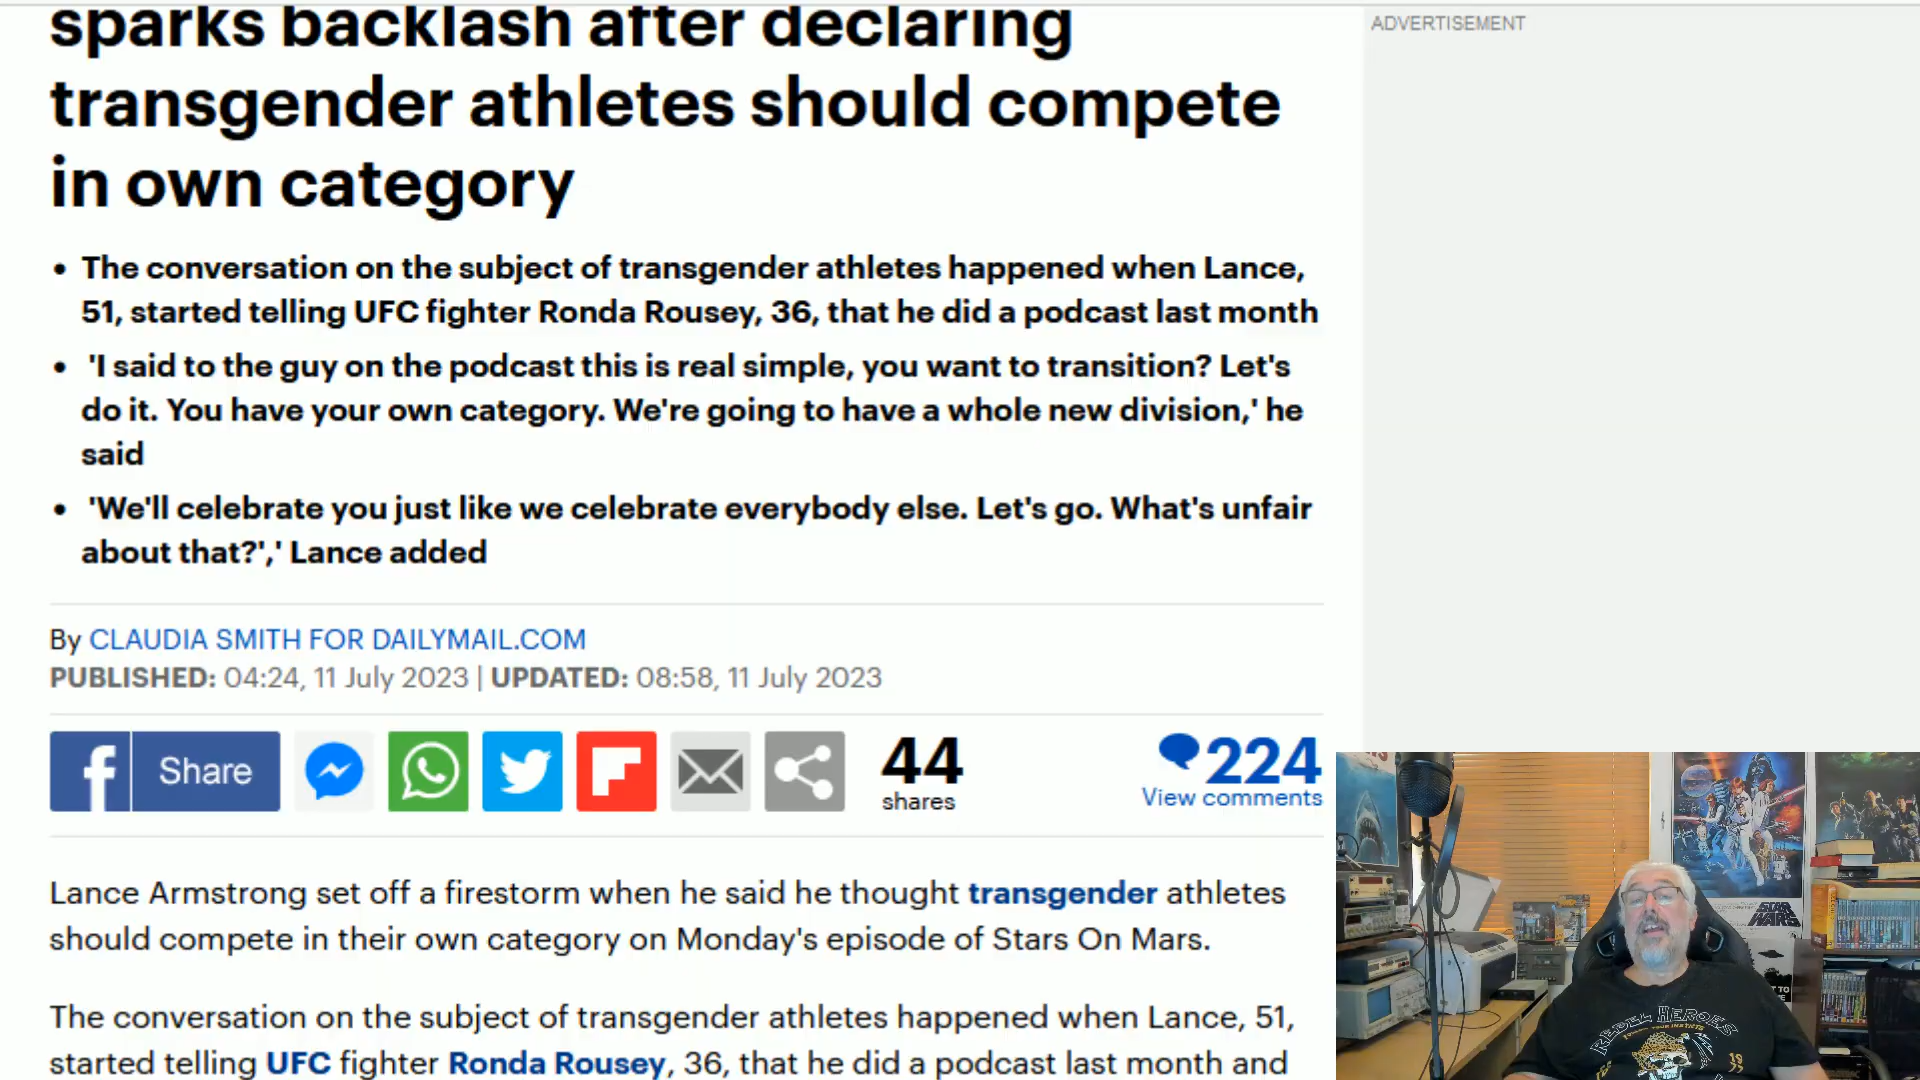 sparks backlash after declaring
transgender athletes should compete
in own category
• The conversation on the subject of transgender athletes happened when Lance,
51, started telling UFC fighter Ronda Rousey, 36, that he did a podcast last month
• 'I said to the guy on the podcast this is real simple, you want to transition? Let's
do it. You have your own category. We're going to have a whole new division,' he
said
• 'We'll celebrate you just like we celebrate everybody else. Let's go. What's unfair
about that?',' Lance added
By CLAUDIA SMITH FOR DAILYMAIL.COM
PUBLISHED: 04:24, 11 July 2023 | UPDATED: 08:58, 11 July 2023
Share
44
shares
224
View comments
Lance Armstrong set off a firestorm when he said he thought transgender athletes
should compete in their own category on Monday's episode of Stars On Mars.
The conversation on the subject of transgender athletes happened when Lance, 51,
started telling UFC fighter Ronda Rousey, 36, that he did a podcast last month and
ADVERTISEMENT
STAR
WARS
REBEL HEROES
19
77